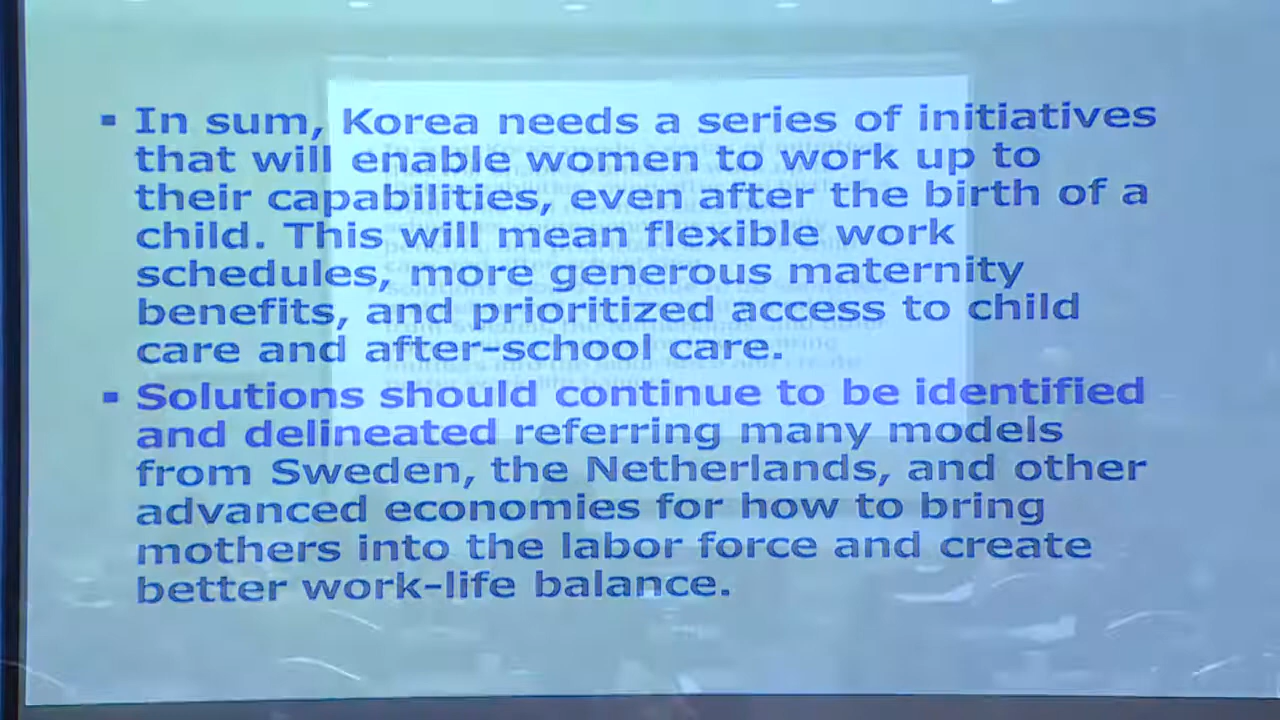 ▪ In sum, Korea needs a series of initiatives
that will enable women to work up to
their capabilities, even after the birth of a
child. This will mean flexible work
schedules, more generous maternity
benefits, and prioritized access to child
care and after-school care.
▪ Solutions should continue to be identified
and delineated referring many models
from Sweden, the Netherlands, and other
advanced economies for how to bring
mothers into the labor force and create
better work-life balance.